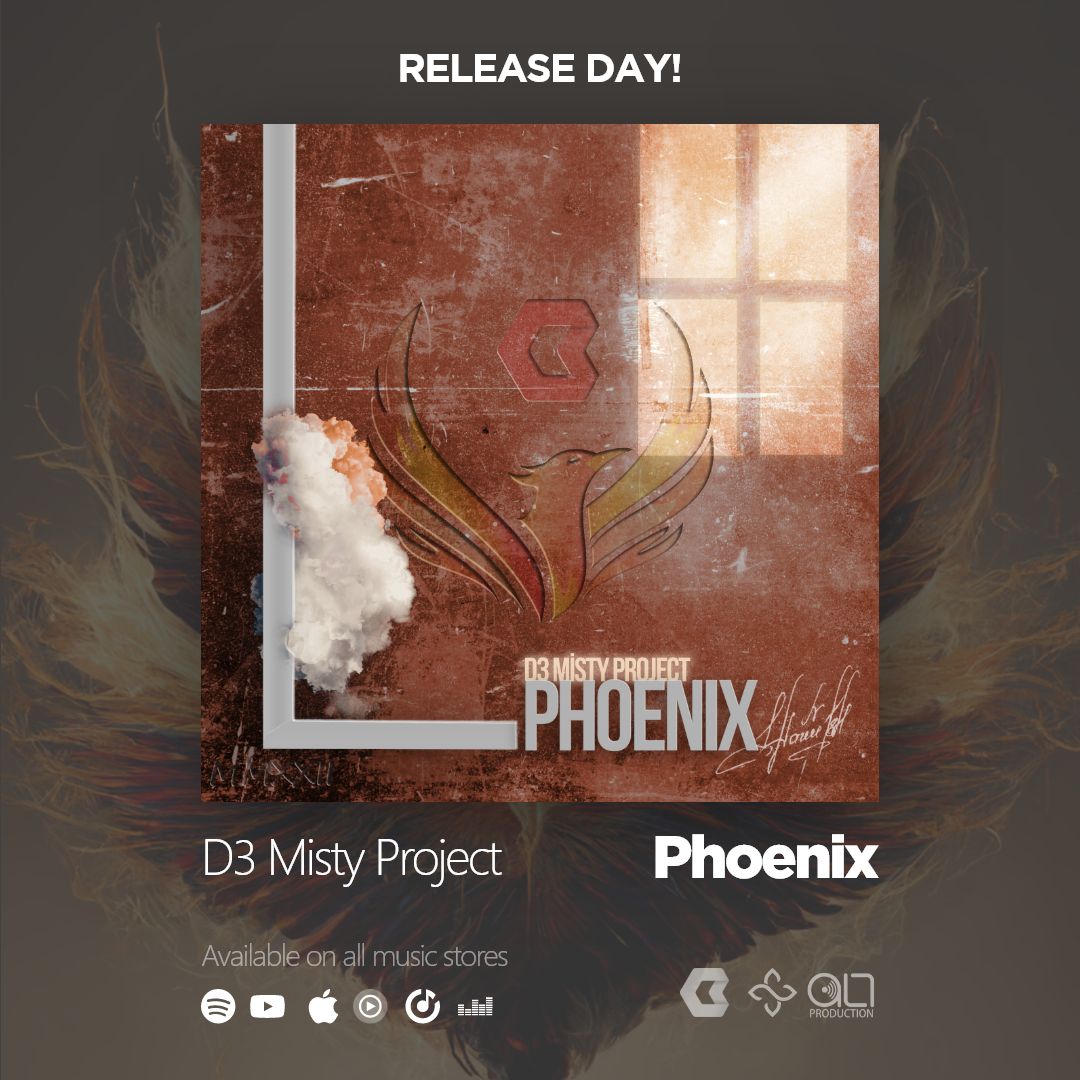 RELEASE DAY!
D3 MİSTY PROJECT
PHOENIX
D3 Misty Project
Phoenix
Available on all music stores
PRODUCTION